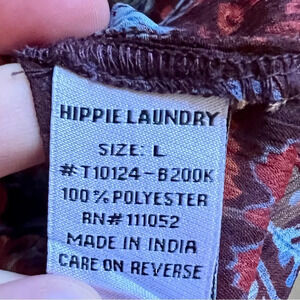 HIPPIE LAUNDRY
SIZE: L
#T10124-B200K
100%POLYESTER
RN#111052
MADE IN INDIA
CARE ON REVERSE